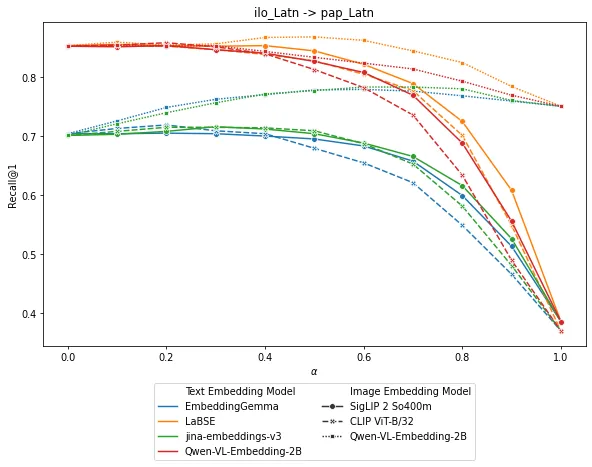 ilo_Latn -> pap_Latn
Recall@1
0.8
0.7
0.6
0.5
0.4
0.0
0.2
0.4
0.6
0.8
1.0
α
Text Embedding Model
EmbeddingGemma
LaBSE
jina-embeddings-v3
Qwen-VL-Embedding-2B
Image Embedding Model
SigLIP 2 So400m
CLIP ViT-B/32
Qwen-VL-Embedding-2B